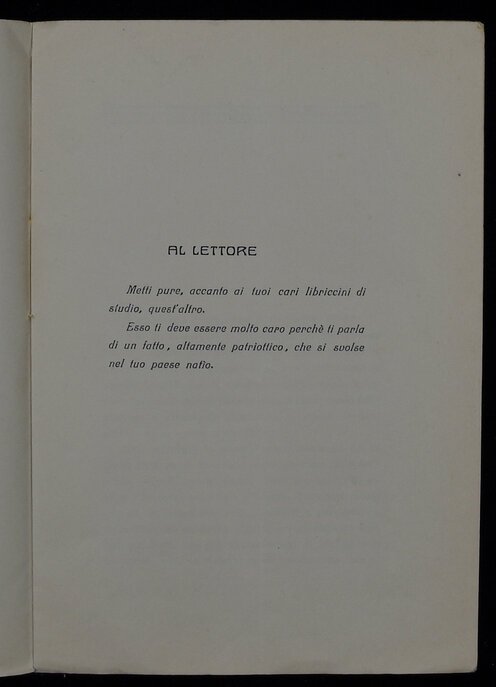 AL LETTORE
Metti pure, accanto ai tuoi cari libriccini di
studio, quest'altro.
Esso ti deve essere molto caro perchè ti parla
di un fatto, altamente patriottico, che si svolse
nel tuo paese natìo.